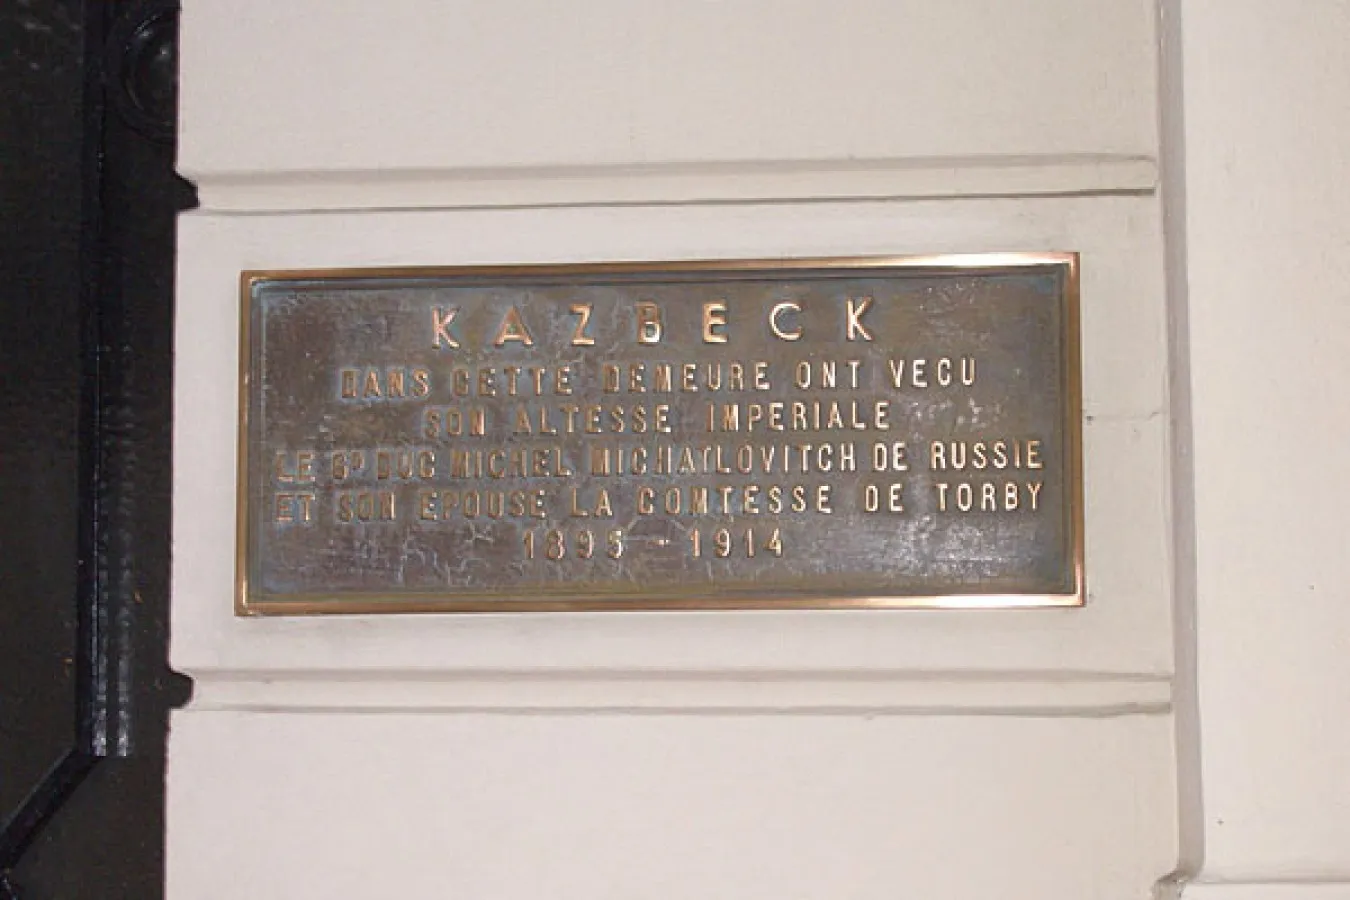 KAZBECK
DANS CETTE DEMEURE ONT VECU
SON ALTESSE IMPERIALE
LE GD DUC MICHEL MICHAYLOVITCH DE RUSSIE
ET SON EPOUSE LA COMTESSE DE TORBY
1895 - 1914